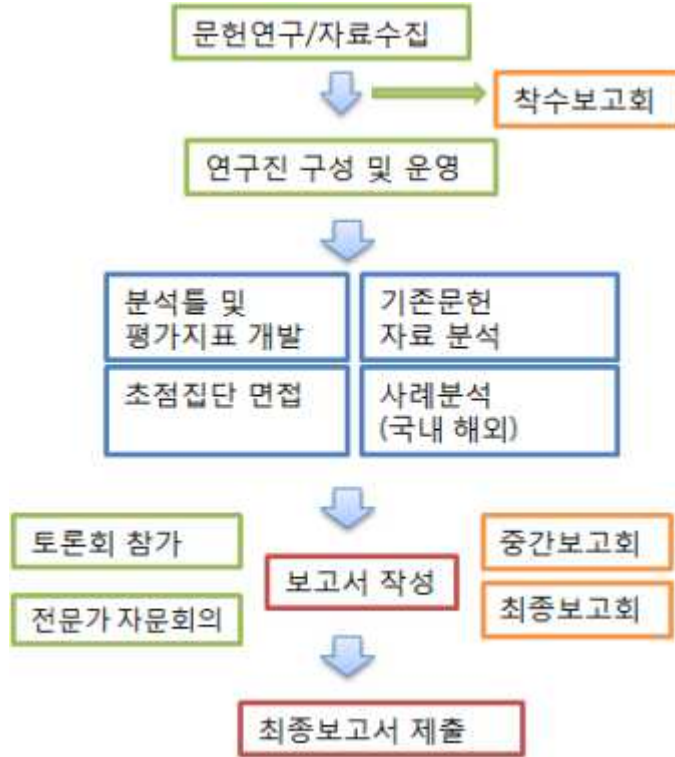 문헌연구/자료수집
착수보고회
연구진 구성 및 운영
분석틀 및
평가지표 개발
기존문헌
자료 분석
초점집단 면접
사례분석
(국내 해외)
토론회 참가
전문가 자문회의
보고서 작성
중간보고회
최종보고회
최종보고서 제출